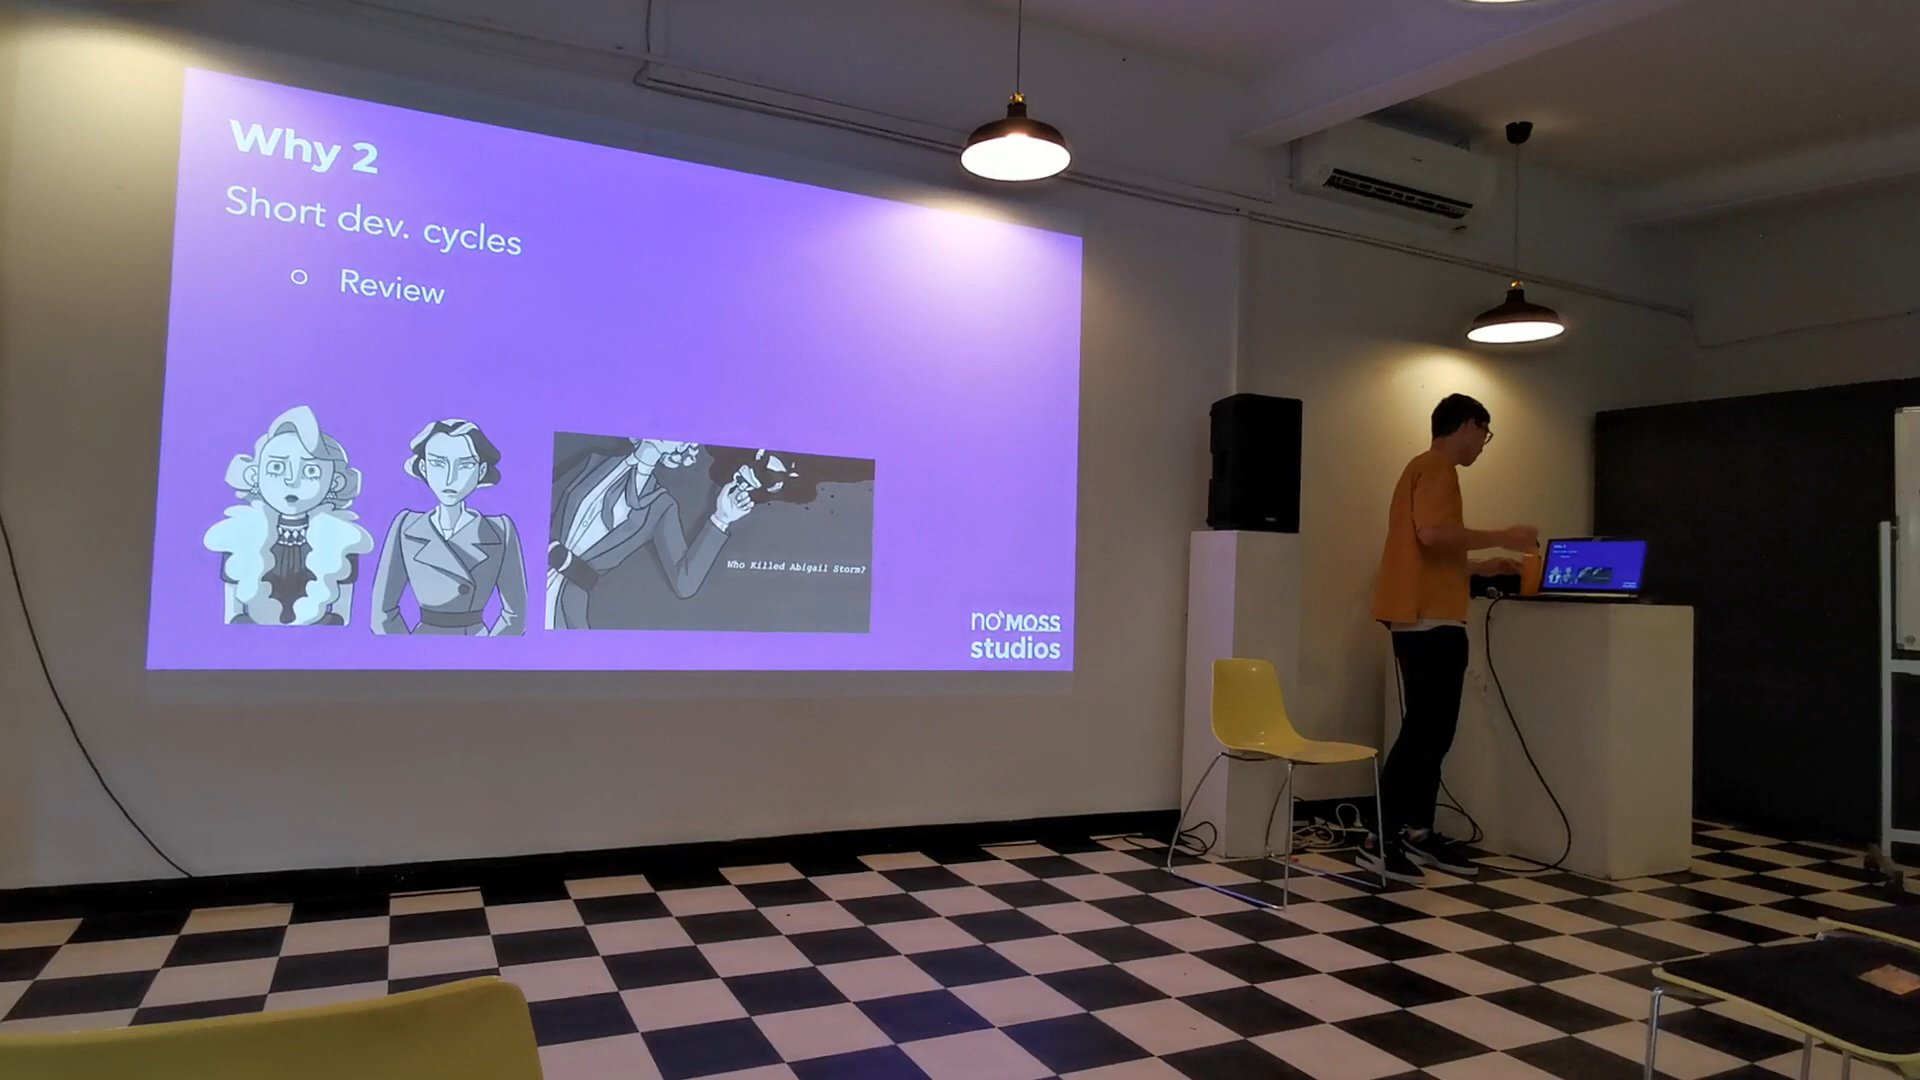 Why 2
Short dev. cycles
Review
Who Killed Abigail Storm?
no'moss
studios